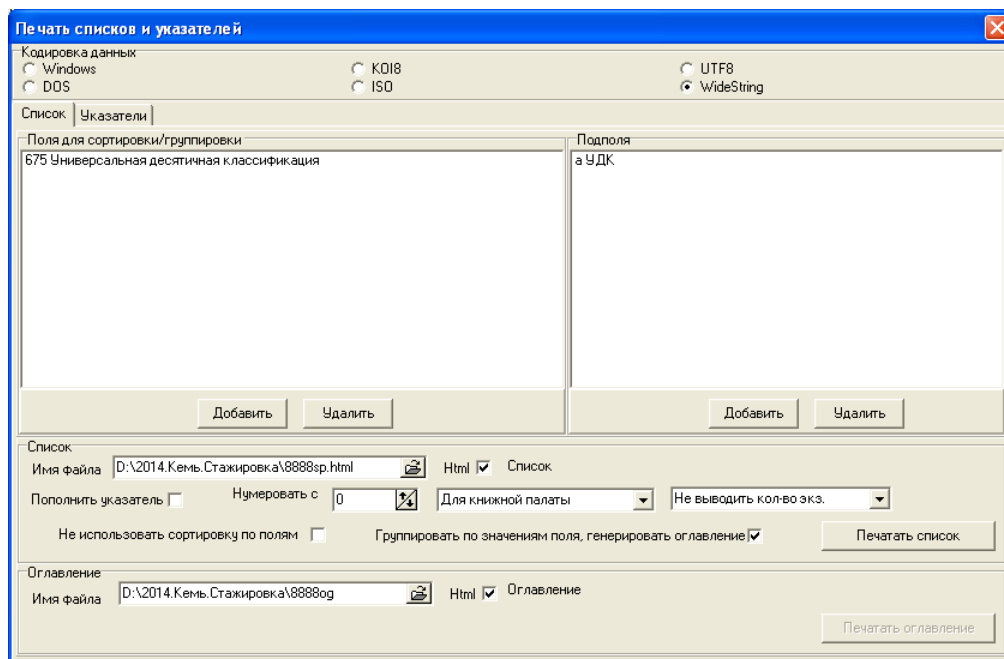 Печать списков и указателей
Кодировка данных
Windows KOI8 UTF8
DOS ISO WideString
Список Указатели
Поля для сортировки/группировки Подполя
675 Универсальная десятичная классификация а УДК
Добавить Удалить Добавить Удалить
Список
Имя файла D:\2014.Кемь.Стажировка\8888sp.html Html Список
Пополнить указатель Нумеровать с 0 Для книжной палаты Не выводить кол-во экз.
Не использовать сортировку по полям Группировать по значениям поля, генерировать оглавление Печатать список
Оглавление
Имя файла D:\2014.Кемь.Стажировка\8888og Html Оглавление
Печатать оглавление